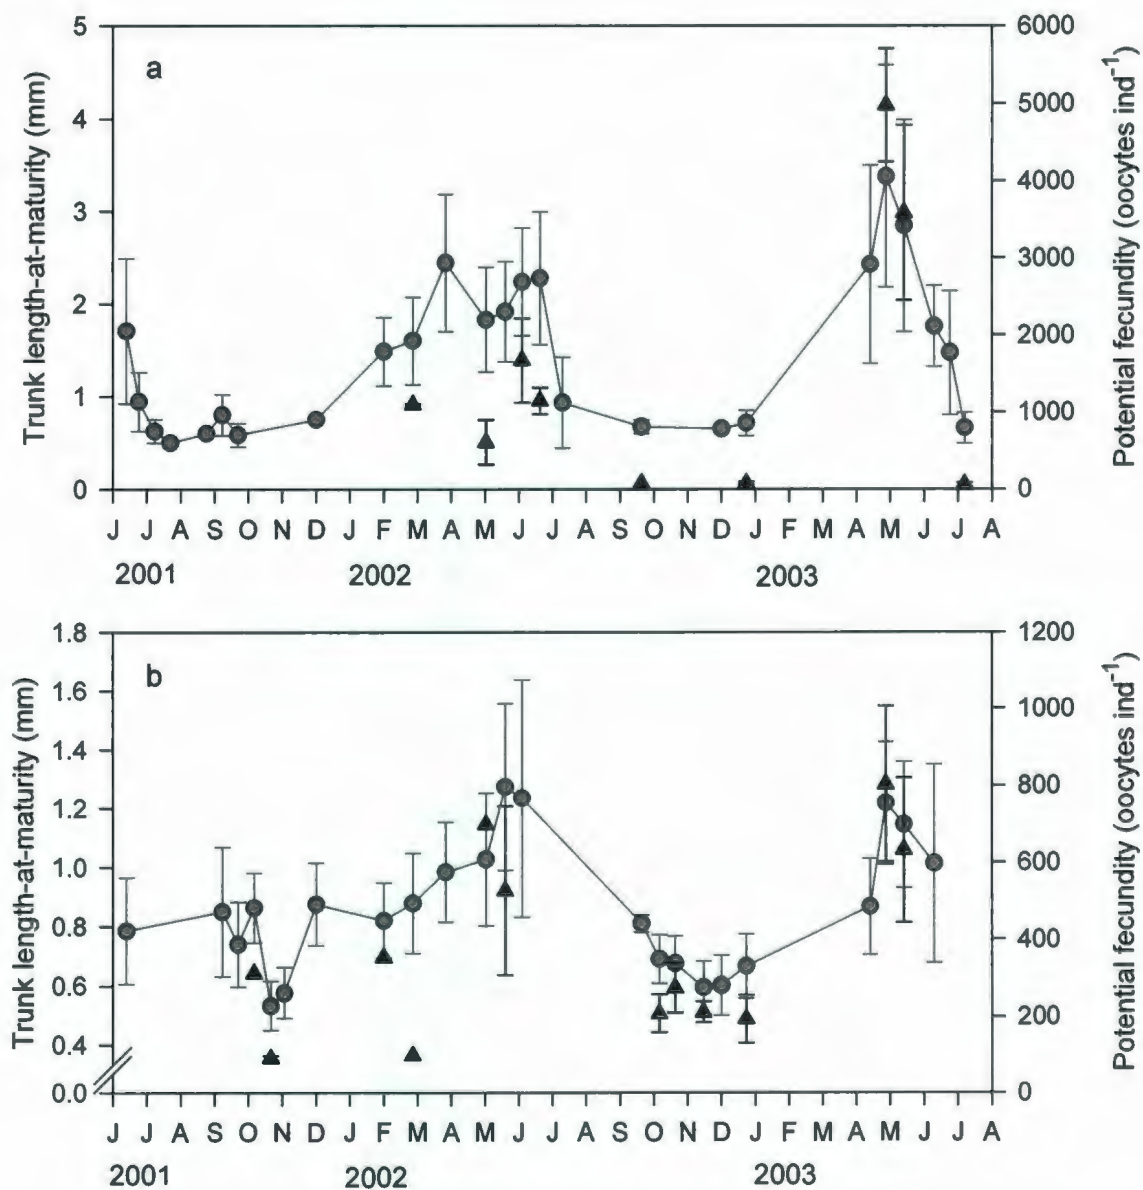 a
5
4
3
2
1
0
Trunk length-at-maturity (mm)
6000
5000
4000
3000
2000
1000
0
Potential fecundity (oocytes ind⁻¹)
J J A S O N D J F M A M J J A S O N D J F M A M J J A
2001 2002 2003
b
1.8
1.6
1.4
1.2
1.0
0.8
0.6
0.4
0.0
Trunk length-at-maturity (mm)
1200
1000
800
600
400
200
0
Potential fecundity (oocytes ind⁻¹)
J J A S O N D J F M A M J J A S O N D J F M A M J J A
2001 2002 2003